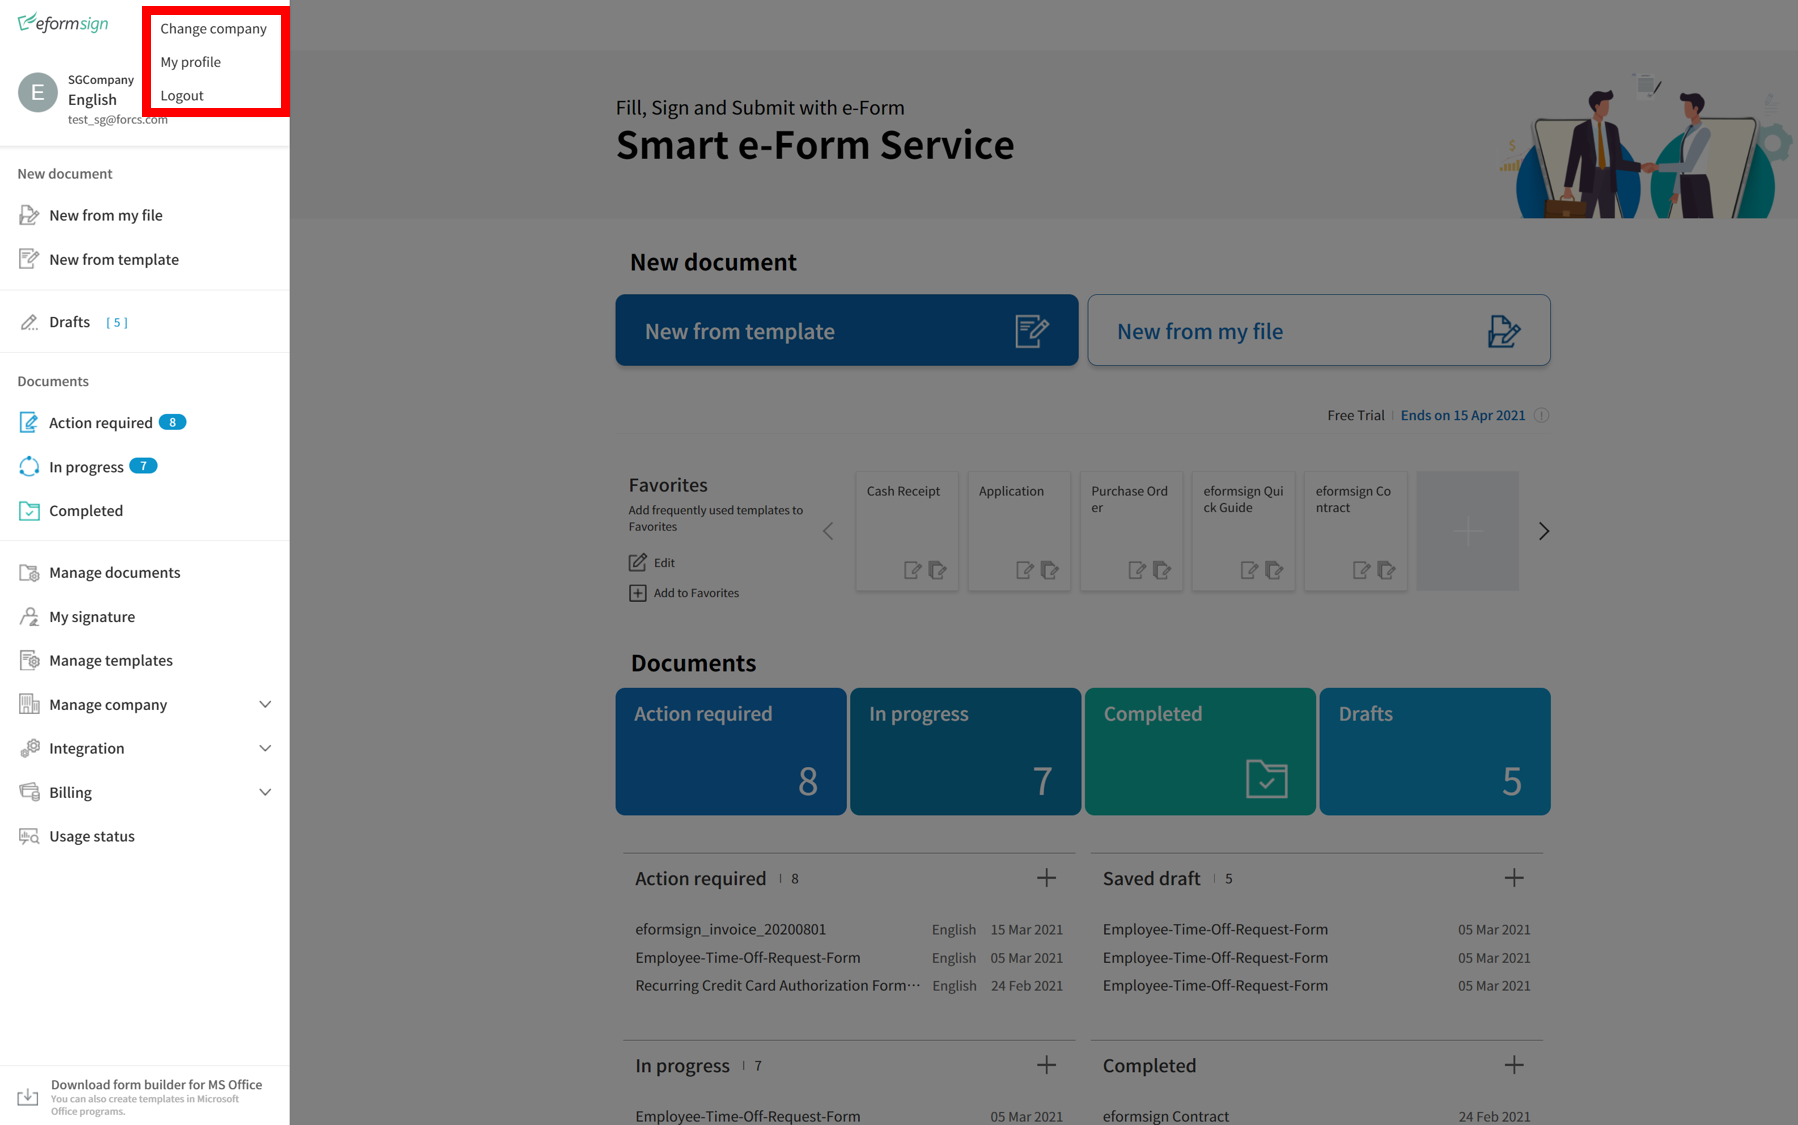 eformsign
Change company
My profile
Logout
E
SGCompany
English
test_sg@forcs.com
New document
New from my file
New from template
Drafts [ 5 ]
Documents
Action required 8
In progress 7
Completed
Manage documents
My signature
Manage templates
Manage company
Integration
Billing
Usage status
Download form builder for MS Office
You can also create templates in Microsoft
Office programs.
Fill, Sign and Submit with e-Form
Smart e-Form Service
New document
New from template
New from my file
Free Trial Ends on 15 Apr 2021
Favorites
Add frequently used templates to
Favorites
Edit
Add to Favorites
Cash Receipt
Application
Purchase Ord
er
eformsign Qui
ck Guide
eformsign Co
ntract
Documents
Action required
8
In progress
7
Completed
Drafts
5
Action required 8
eformsign_invoice_20200801 English 15 Mar 2021
Employee-Time-Off-Request-Form English 05 Mar 2021
Recurring Credit Card Authorization Form··· English 24 Feb 2021
Saved draft 5
Employee-Time-Off-Request-Form 05 Mar 2021
Employee-Time-Off-Request-Form 05 Mar 2021
Employee-Time-Off-Request-Form 05 Mar 2021
In progress 7
Employee-Time-Off-Request-Form 05 Mar 2021
Completed
eformsign Contract 24 Feb 2021